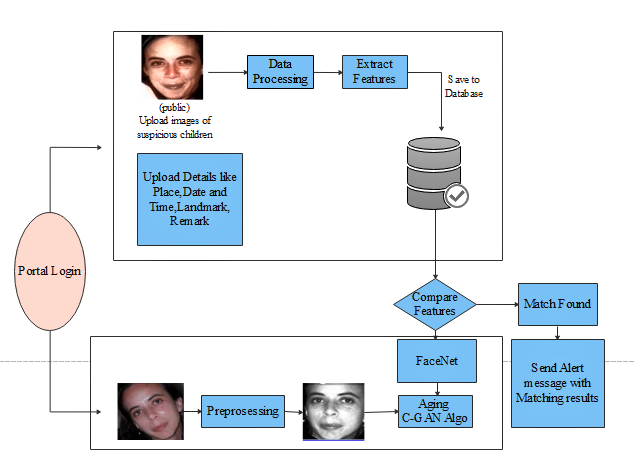 Data
Processing
Extract
Features
Save to
Database
(public)
Upload images of
suspicious children
Upload Details like
Place,Date and
Time,Landmark,
Remark
Portal Login
Compare
Features
Match Found
FaceNet
Send Alert
message with
Matching results
Preprosessing
Aging
C-GAN Algo